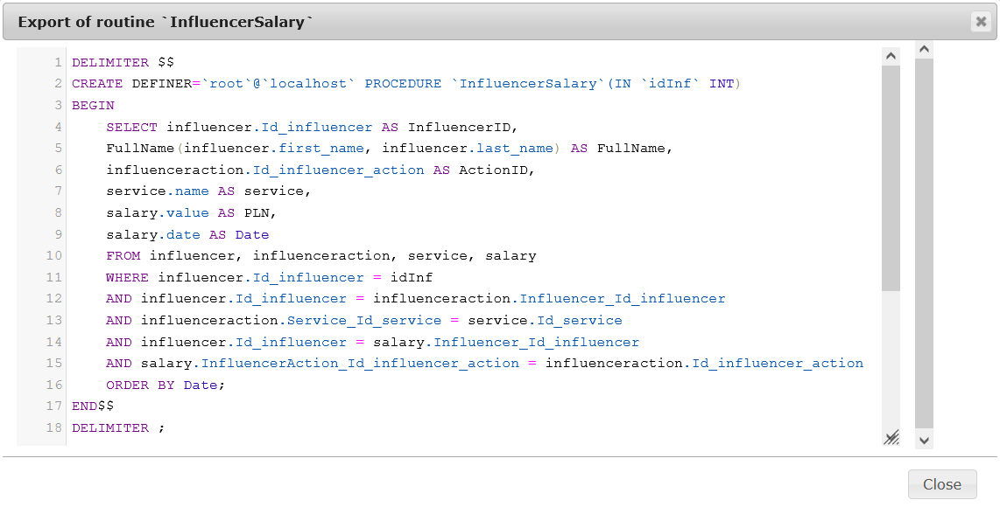 Export of routine `InfluencerSalary`
1 DELIMITER $$
2 CREATE DEFINER=`root`@`localhost` PROCEDURE `InfluencerSalary`(IN `idInf` INT)
3 BEGIN
4     SELECT influencer.Id_influencer AS InfluencerID,
5     FullName(influencer.first_name, influencer.last_name) AS FullName,
6     influenceraction.Id_influencer_action AS ActionID,
7     service.name AS service,
8     salary.value AS PLN,
9     salary.date AS Date
10     FROM influencer, influenceraction, service, salary
11     WHERE influencer.Id_influencer = idInf
12     AND influencer.Id_influencer = influenceraction.Influencer_Id_influencer
13     AND influenceraction.Service_Id_service = service.Id_service
14     AND influencer.Id_influencer = salary.Influencer_Id_influencer
15     AND salary.InfluencerAction_Id_influencer_action = influenceraction.Id_influencer_action
16     ORDER BY Date;
17 END$$
18 DELIMITER ;
Close